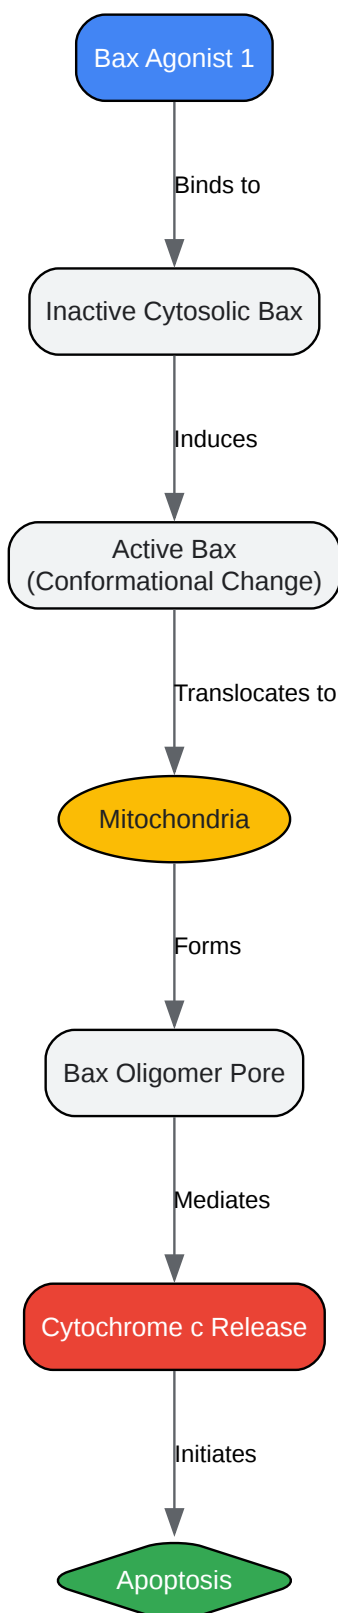 Bax Agonist 1
Binds to
Inactive Cytosolic Bax
Induces
Active Bax
(Conformational Change)
Translocates to
Mitochondria
Forms
Bax Oligomer Pore
Mediates
Cytochrome c Release
Initiates
Apoptosis